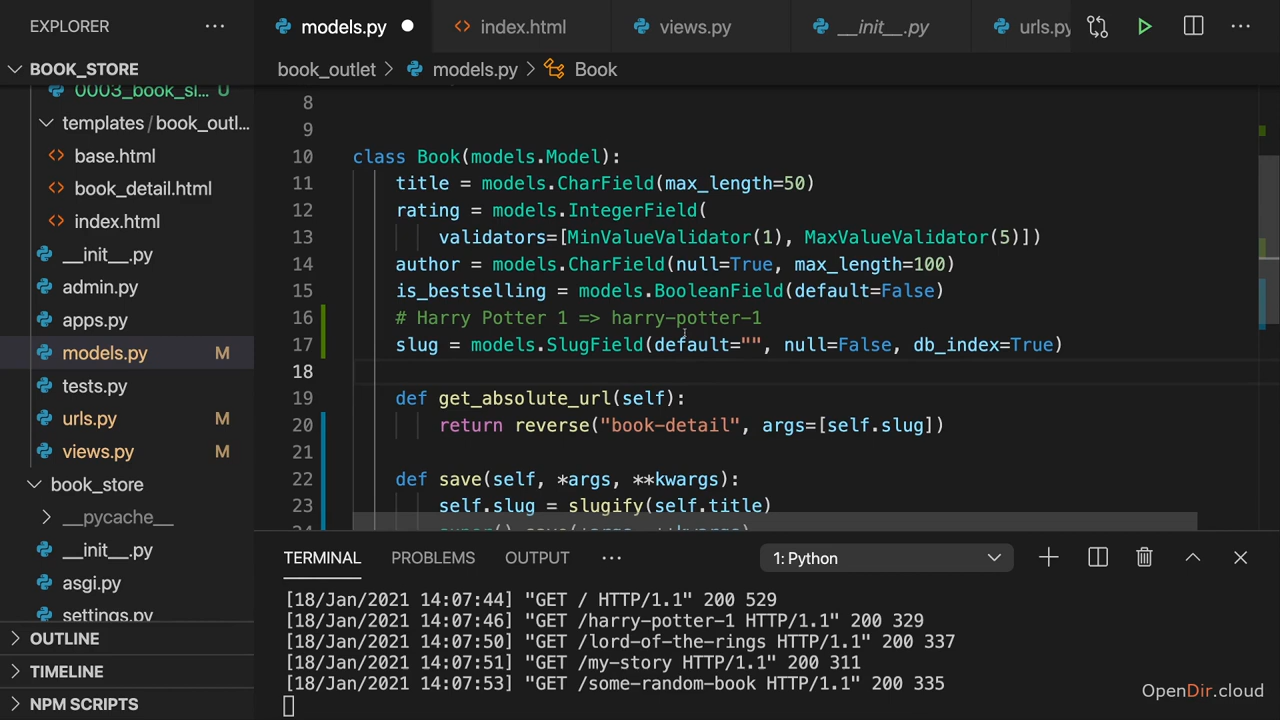 EXPLORER
models.py
index.html
views.py
__init__.py
urls.py
BOOK_STORE
book_outlet
models.py
Book
0003_book_sl... U
templates / book_outl...
base.html
book_detail.html
index.html
__init__.py
admin.py
apps.py
models.py M
tests.py
urls.py M
views.py M
book_store
__pycache__
__init__.py
asgi.py
settings.py
OUTLINE
TIMELINE
NPM SCRIPTS
8
9
10 class Book(models.Model):
11 title = models.CharField(max_length=50)
12 rating = models.IntegerField(
13 validators=[MinValueValidator(1), MaxValueValidator(5)])
14 author = models.CharField(null=True, max_length=100)
15 is_bestselling = models.BooleanField(default=False)
16 # Harry Potter 1 => harry-potter-1
17 slug = models.SlugField(default="", null=False, db_index=True)
18
19 def get_absolute_url(self):
20 return reverse("book-detail", args=[self.slug])
21
22 def save(self, *args, **kwargs):
23 self.slug = slugify(self.title)
24 super().save(*args, **kwargs)
TERMINAL
PROBLEMS
OUTPUT
1: Python
[18/Jan/2021 14:07:44] "GET / HTTP/1.1" 200 529
[18/Jan/2021 14:07:46] "GET /harry-potter-1 HTTP/1.1" 200 329
[18/Jan/2021 14:07:50] "GET /lord-of-the-rings HTTP/1.1" 200 337
[18/Jan/2021 14:07:51] "GET /my-story HTTP/1.1" 200 311
[18/Jan/2021 14:07:53] "GET /some-random-book HTTP/1.1" 200 335
OpenDir.cloud